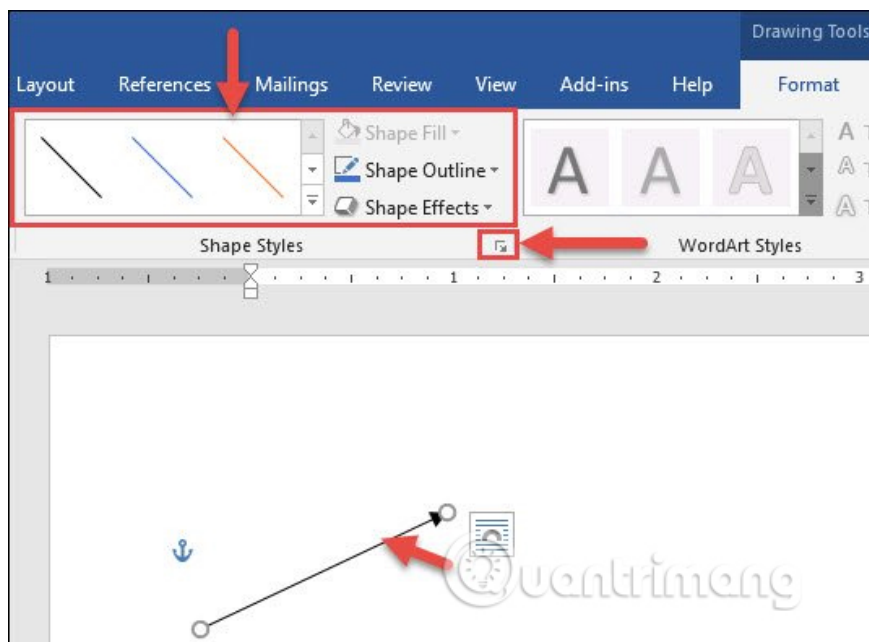 Drawing Tools
Layout References Mailings Review View Add-ins Help Format
Shape Fill
Shape Outline
Shape Effects
A A A
A
A
A
Shape Styles WordArt Styles
1 1 2 3
Quantrimang